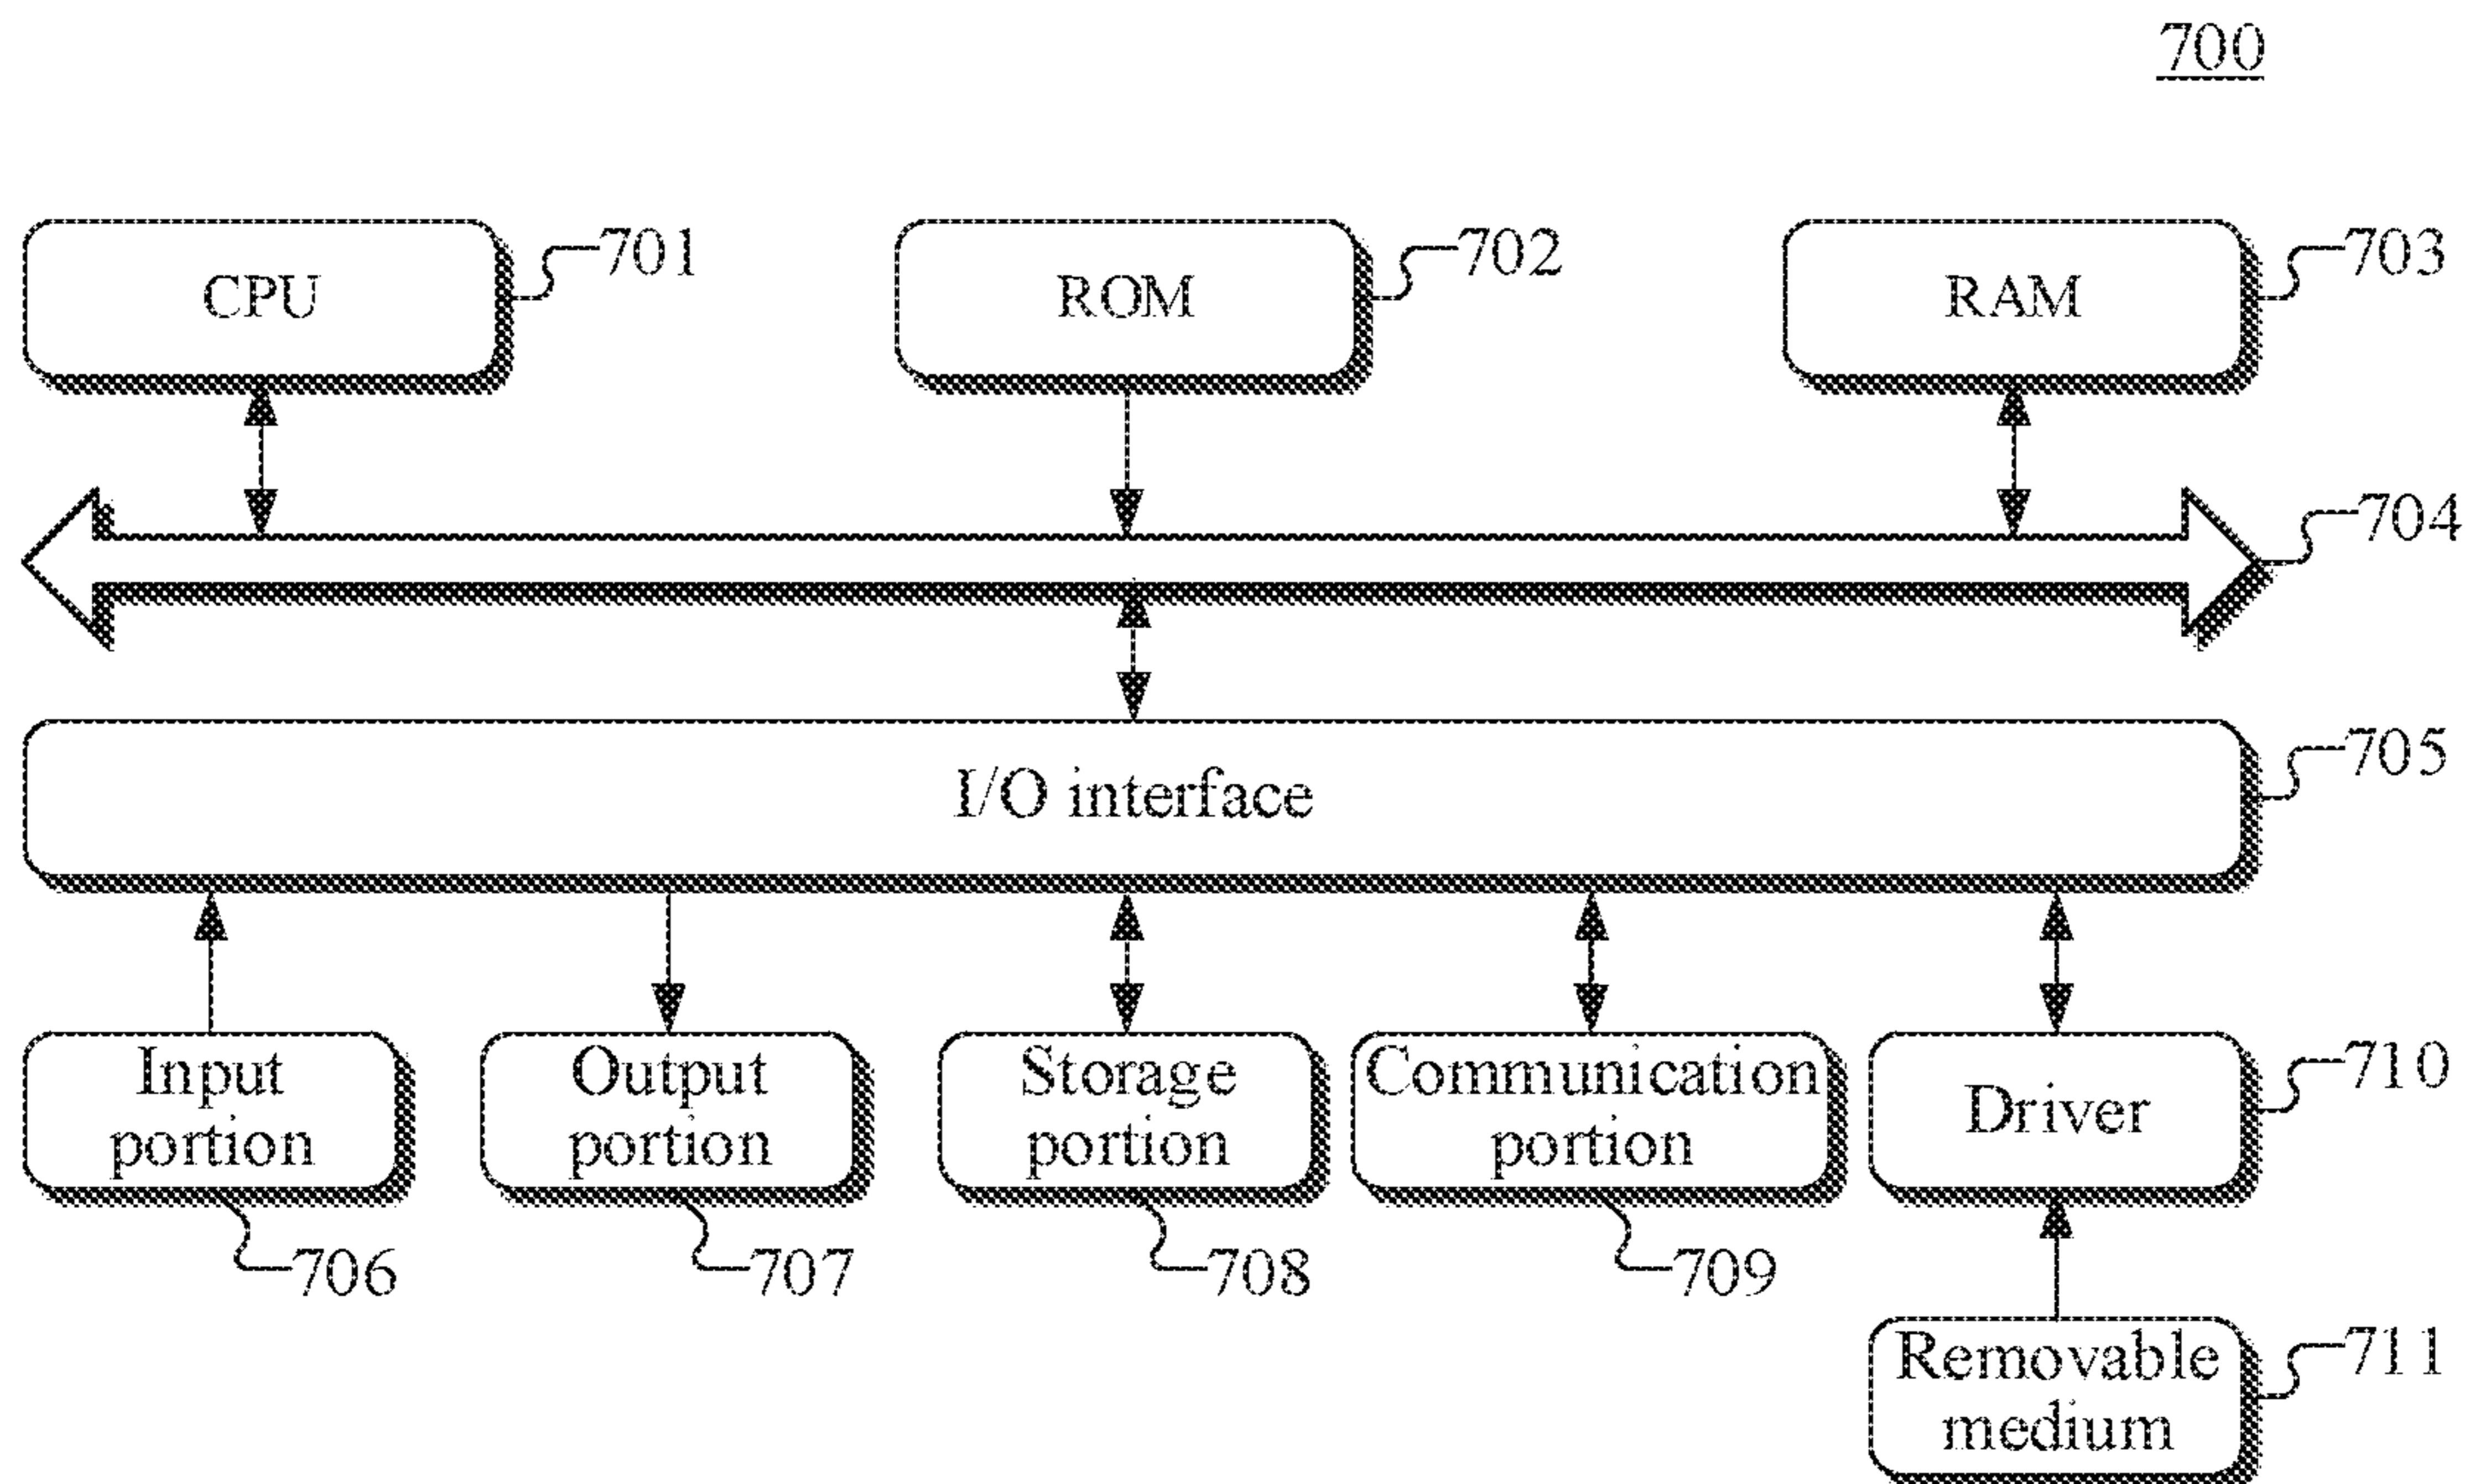 700
CPU
701
ROM
702
RAM
703
704
I/O interface
705
Input
portion
706
Output
portion
707
Storage
portion
708
Communication
portion
709
Driver
710
Removable
medium
711